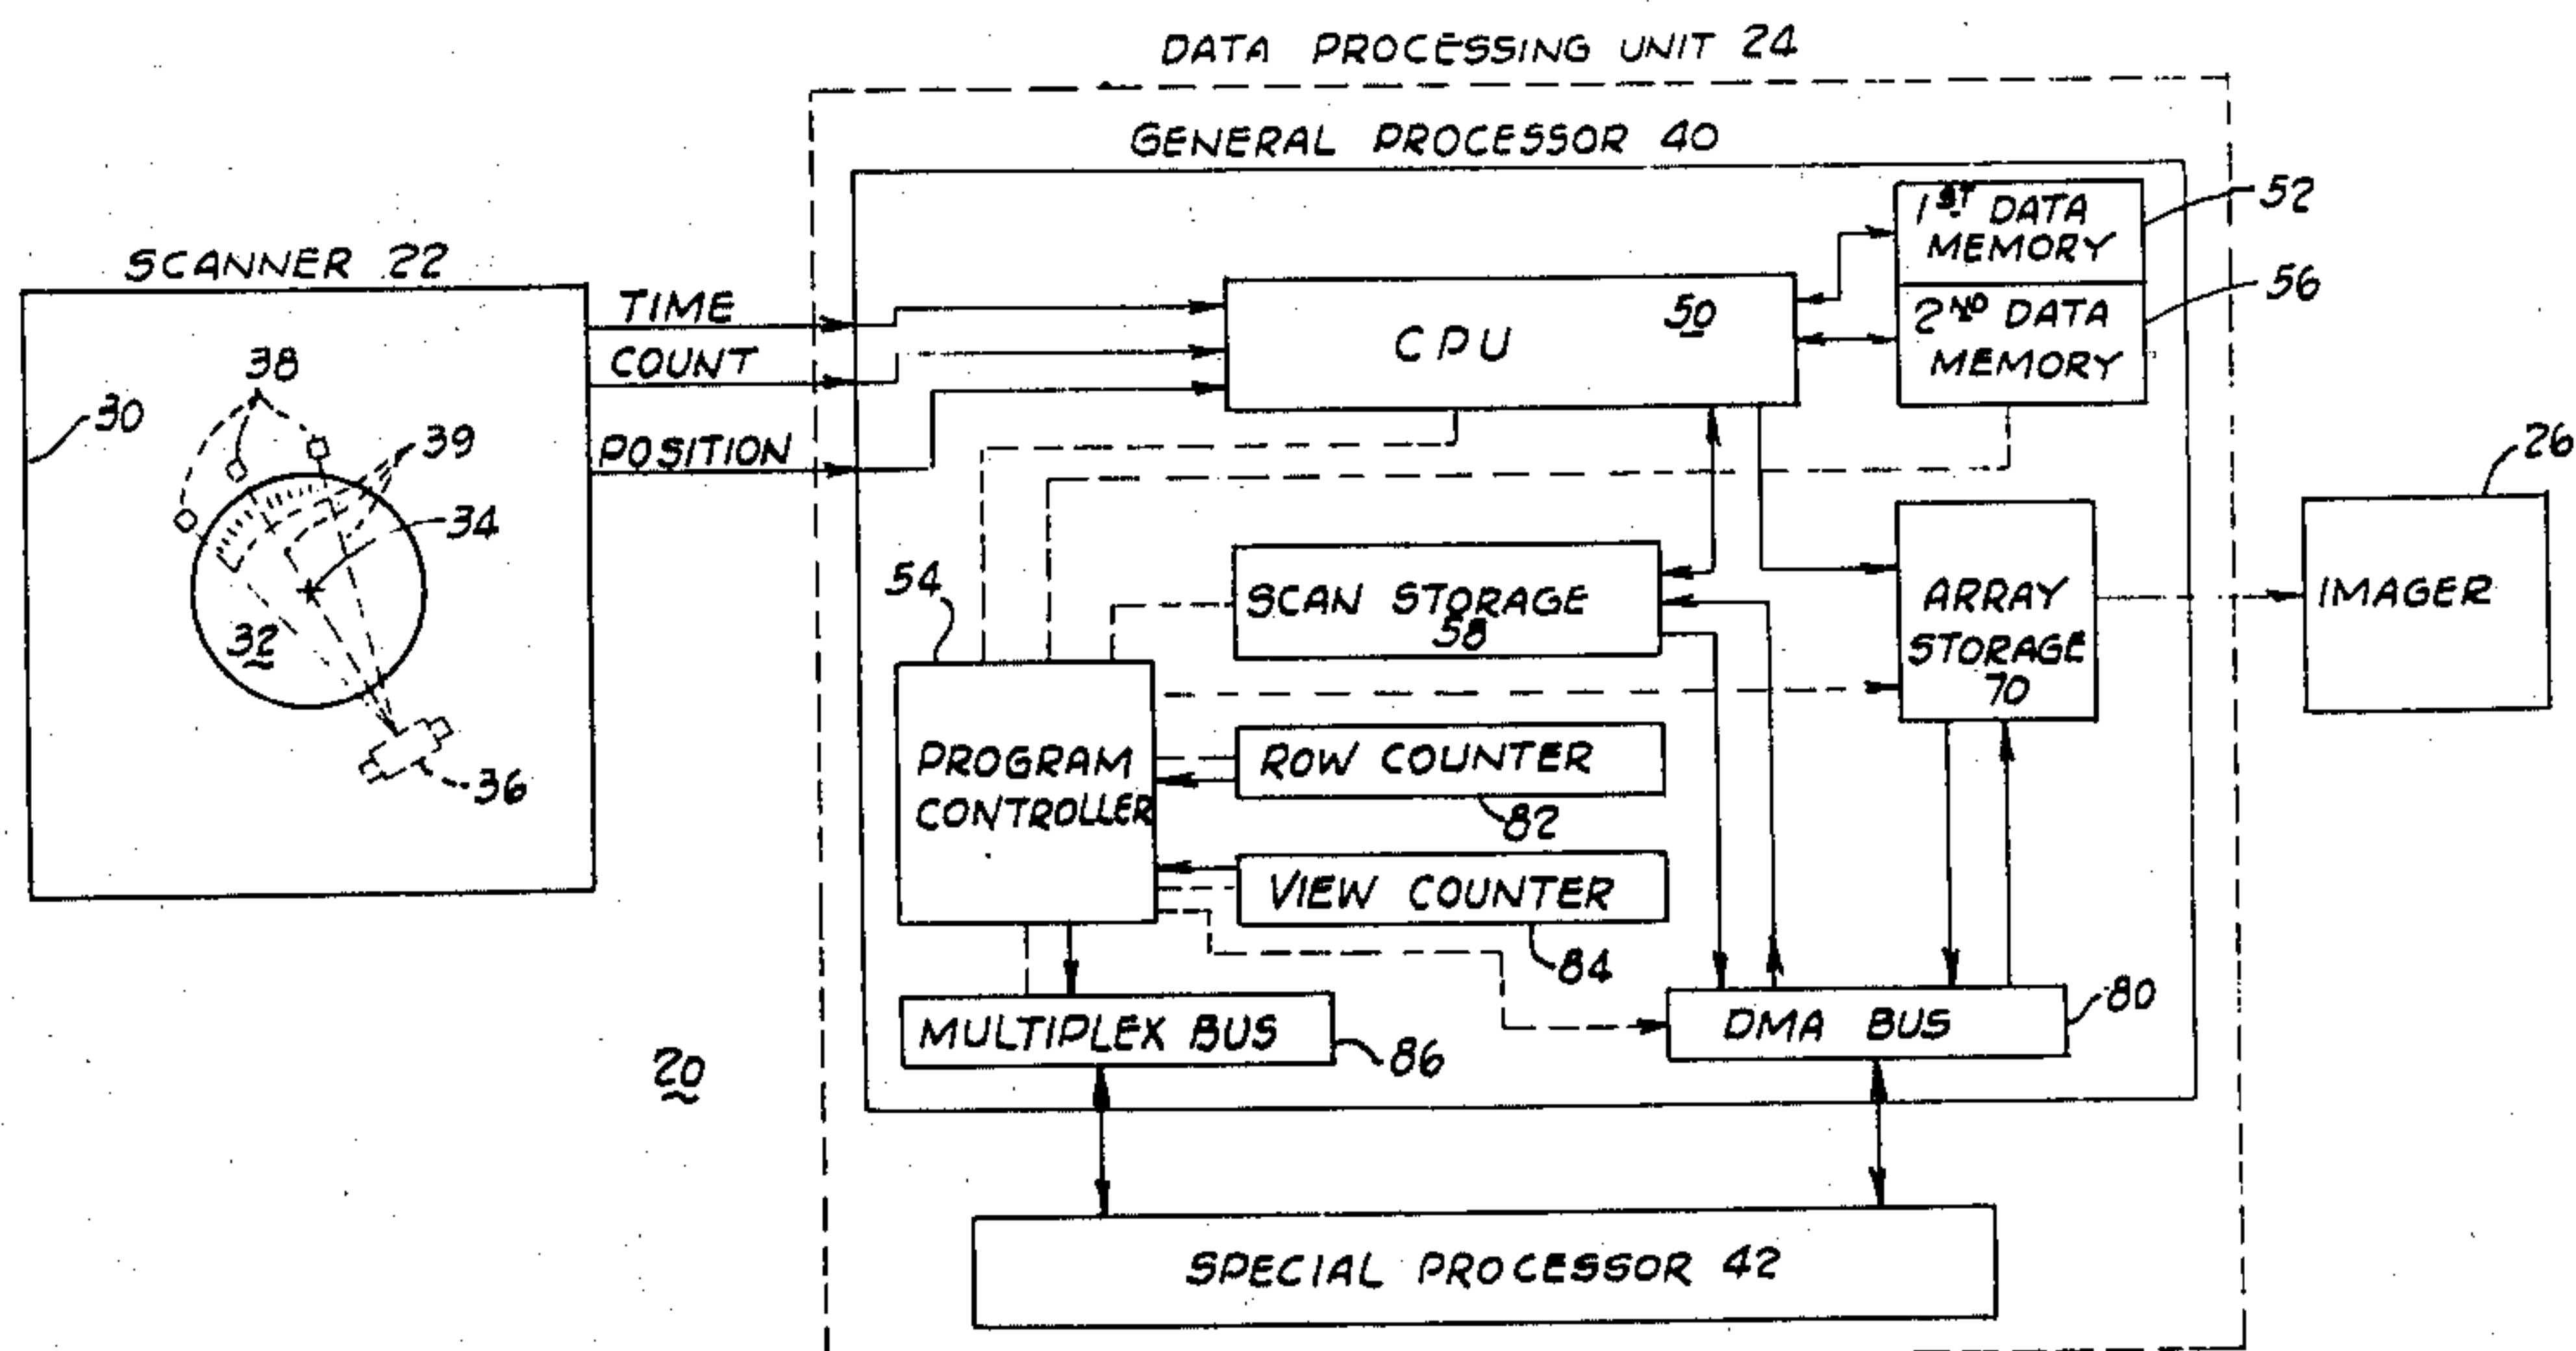 DATA PROCESSING UNIT 24
GENERAL PROCESSOR 40
SCANNER 22
TIME
COUNT
POSITION
30
38
39
34
32
36
CPU 50
1ST DATA
MEMORY
52
2ND DATA
MEMORY
56
54
SCAN STORAGE
58
ARRAY
STORAGE
70
26
IMAGER
PROGRAM
CONTROLLER
ROW COUNTER
82
VIEW COUNTER
84
MULTIPLEX BUS
86
DMA BUS
80
20
SPECIAL PROCESSOR 42